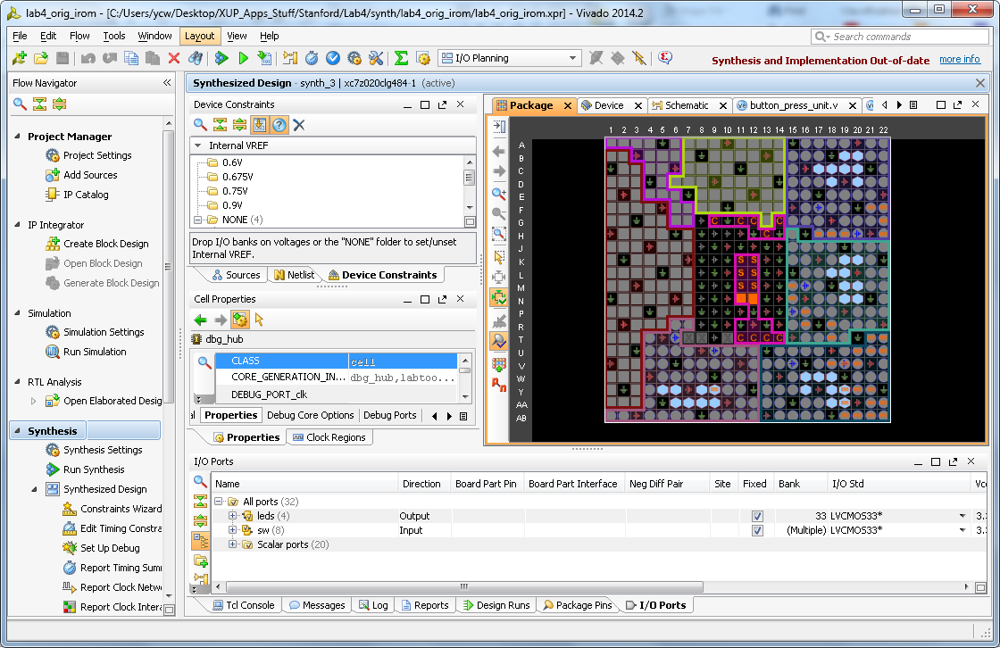 lab4_orig_irom - [C:/Users/ycw/Desktop/XUP_Apps_Stuff/Stanford/Lab4/synth/lab4_orig_irom/lab4_orig_irom.xpr] - Vivado 2014.2
File Edit Flow Tools Window Layout View Help
Search commands
I/O Planning
Synthesis and Implementation Out-of-date more info
Flow Navigator
Project Manager
Project Settings
Add Sources
IP Catalog
IP Integrator
Create Block Design
Open Block Design
Generate Block Design
Simulation
Simulation Settings
Run Simulation
RTL Analysis
Open Elaborated Desig
Synthesis
Synthesis Settings
Run Synthesis
Synthesized Design
Constraints Wizard
Edit Timing Constra
Set Up Debug
Report Timing Summ
Report Clock Netw
Report Clock Intera
Synthesized Design - synth_3 | xc7z020clg484-1 (active)
Device Constraints
Internal VREF
0.6V
0.675V
0.75V
0.9V
NONE (4)
Drop I/O banks on voltages or the "NONE" folder to set/unset
Internal VREF.
Sources Netlist Device Constraints
Cell Properties
dbg_hub
CLASS cell
CORE_GENERATION_IN... dbg_hub,labtoo...
DEBUG_PORT_clk
al Properties Debug Core Options Debug Ports
Properties Clock Regions
Package Device Schematic button_press_unit.v
1 2 3 4 5 6 7 8 9 10 11 12 13 14 15 16 17 18 19 20 21 22
A
B
C
D
E
F
G C C C C C
H C C
J
K S S
L S S
M S S
N
P
R
T C C C C
U
V
W
Y
AA
AB
I/O Ports
Name Direction Board Part Pin Board Part Interface Neg Diff Pair Site Fixed Bank I/O Std Vcc
All ports (32)
leds (4) Output 33 LVCMOS33* 3.3
sw (8) Input (Multiple) LVCMOS33* 3.3
Scalar ports (20)
Tcl Console Messages Log Reports Design Runs Package Pins I/O Ports